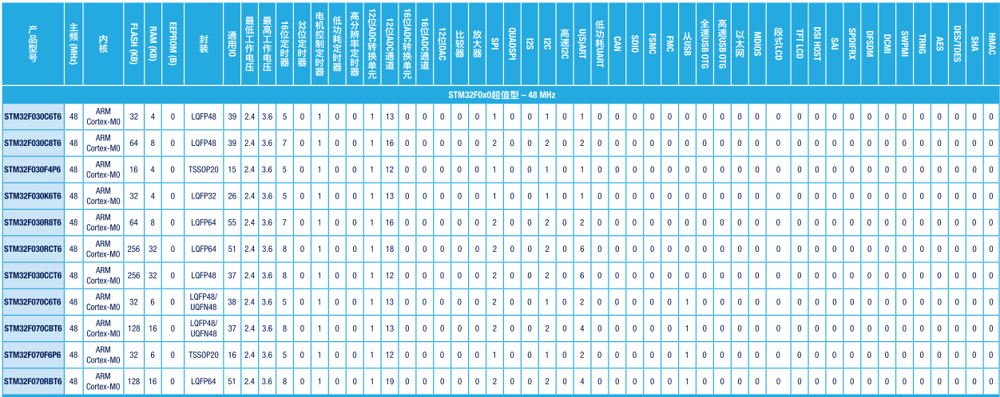 产品型号 主频 (MHz) 内核 FLASH (KB) RAM (KB) EEPROM (B) 封装 通用IO 最低工作电压 最高工作电压 16位定时器 32位定时器 电机控制定时器 低功耗定时器 高分辨率定时器 12位ADC转换单元 12位ADC通道 16位ADC转换单元 16位ADC通道 12位DAC 比较器 放大器 SPI QUADSPI I2S I2C 高速I2C U(S)ART 低功耗UART CAN SDIO FSMC FMC 从USB 全速USB OTG 高速USB OTG 以太网 MDIOS 段式LCD TFT LCD DSI HOST SAI SPDIFRX DFSDM DCMI SWPMI TRNG AES DES/TDES SHA HMAC
STM32F0x0超值型 – 48 MHz
STM32F030C6T6 48 ARM Cortex-M0 32 4 0 LQFP48 39 2.4 3.6 5 0 1 0 0 1 13 0 0 0 0 0 1 0 0 1 0 1 0 0 0 0 0 0 0 0 0 0 0 0 0 0 0 0 0 0 0 0 0 0 0
STM32F030C8T6 48 ARM Cortex-M0 64 8 0 LQFP48 39 2.4 3.6 7 0 1 0 0 1 16 0 0 0 0 0 2 0 0 2 0 2 0 0 0 0 0 0 0 0 0 0 0 0 0 0 0 0 0 0 0 0 0 0 0
STM32F030F4P6 48 ARM Cortex-M0 16 4 0 TSSOP20 15 2.4 3.6 5 0 1 0 0 1 12 0 0 0 0 0 1 0 0 1 0 1 0 0 0 0 0 0 0 0 0 0 0 0 0 0 0 0 0 0 0 0 0 0 0
STM32F030K6T6 48 ARM Cortex-M0 32 4 0 LQFP32 26 2.4 3.6 5 0 1 0 0 1 13 0 0 0 0 0 1 0 0 1 0 1 0 0 0 0 0 0 0 0 0 0 0 0 0 0 0 0 0 0 0 0 0 0 0
STM32F030R8T6 48 ARM Cortex-M0 64 8 0 LQFP64 55 2.4 3.6 7 0 1 0 0 1 16 0 0 0 0 0 2 0 0 2 0 2 0 0 0 0 0 0 0 0 0 0 0 0 0 0 0 0 0 0 0 0 0 0 0
STM32F030RCT6 48 ARM Cortex-M0 256 32 0 LQFP64 51 2.4 3.6 8 0 1 0 0 1 18 0 0 0 0 0 2 0 0 2 0 6 0 0 0 0 0 0 0 0 0 0 0 0 0 0 0 0 0 0 0 0 0 0 0
STM32F030CCT6 48 ARM Cortex-M0 256 32 0 LQFP48 37 2.4 3.6 8 0 1 0 0 1 12 0 0 0 0 0 2 0 0 2 0 6 0 0 0 0 0 0 0 0 0 0 0 0 0 0 0 0 0 0 0 0 0 0 0
STM32F070C6T6 48 ARM Cortex-M0 32 6 0 LQFP48/UQFN48 38 2.4 3.6 5 0 1 0 0 1 13 0 0 0 0 0 2 0 0 1 0 2 0 0 0 0 0 1 0 0 0 0 0 0 0 0 0 0 0 0 0 0 0 0 0
STM32F070CBT6 48 ARM Cortex-M0 128 16 0 LQFP48/UQFN48 37 2.4 3.6 8 0 1 0 0 1 13 0 0 0 0 0 2 0 0 2 0 4 0 0 0 0 0 1 0 0 0 0 0 0 0 0 0 0 0 0 0 0 0 0 0
STM32F070F6P6 48 ARM Cortex-M0 32 6 0 TSSOP20 16 2.4 3.6 5 0 1 0 0 1 12 0 0 0 0 0 1 0 0 1 0 2 0 0 0 0 0 1 0 0 0 0 0 0 0 0 0 0 0 0 0 0 0 0 0
STM32F070RBT6 48 ARM Cortex-M0 128 16 0 LQFP64 51 2.4 3.6 8 0 1 0 0 1 19 0 0 0 0 0 2 0 0 2 0 4 0 0 0 0 0 1 0 0 0 0 0 0 0 0 0 0 0 0 0 0 0 0 0